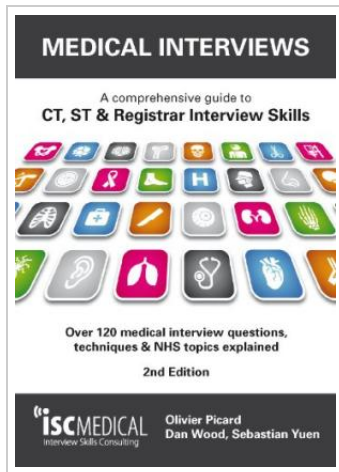 MEDICAL INTERVIEWS
A comprehensive guide to
CT, ST & Registrar Interview Skills
H
Over 120 medical interview questions,
techniques & NHS topics explained
2nd Edition
iscMEDICAL
Interview Skills Consulting
Olivier Picard
Dan Wood, Sebastian Yuen